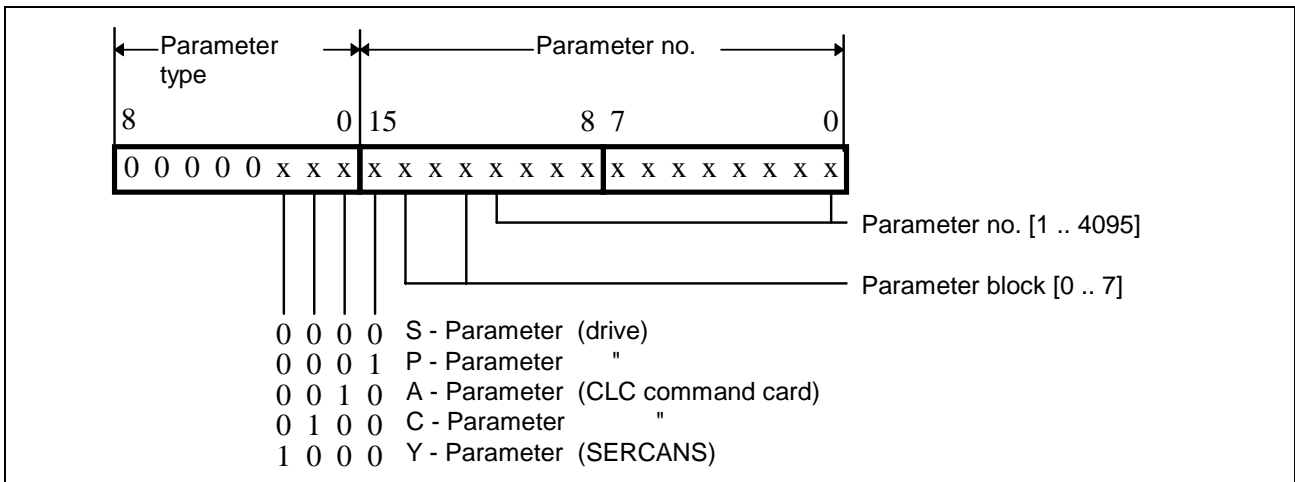 Parameter type
Parameter no.
8 0 15 8 7 0
0 0 0 0 0 x x x x x x x x x x x x x x x x x x x
Parameter no. [1 .. 4095]
Parameter block [0 .. 7]
0 0 0 0 S - Parameter (drive)
0 0 0 1 P - Parameter "
0 0 1 0 A - Parameter (CLC command card)
0 1 0 0 C - Parameter "
1 0 0 0 Y - Parameter (SERCANS)